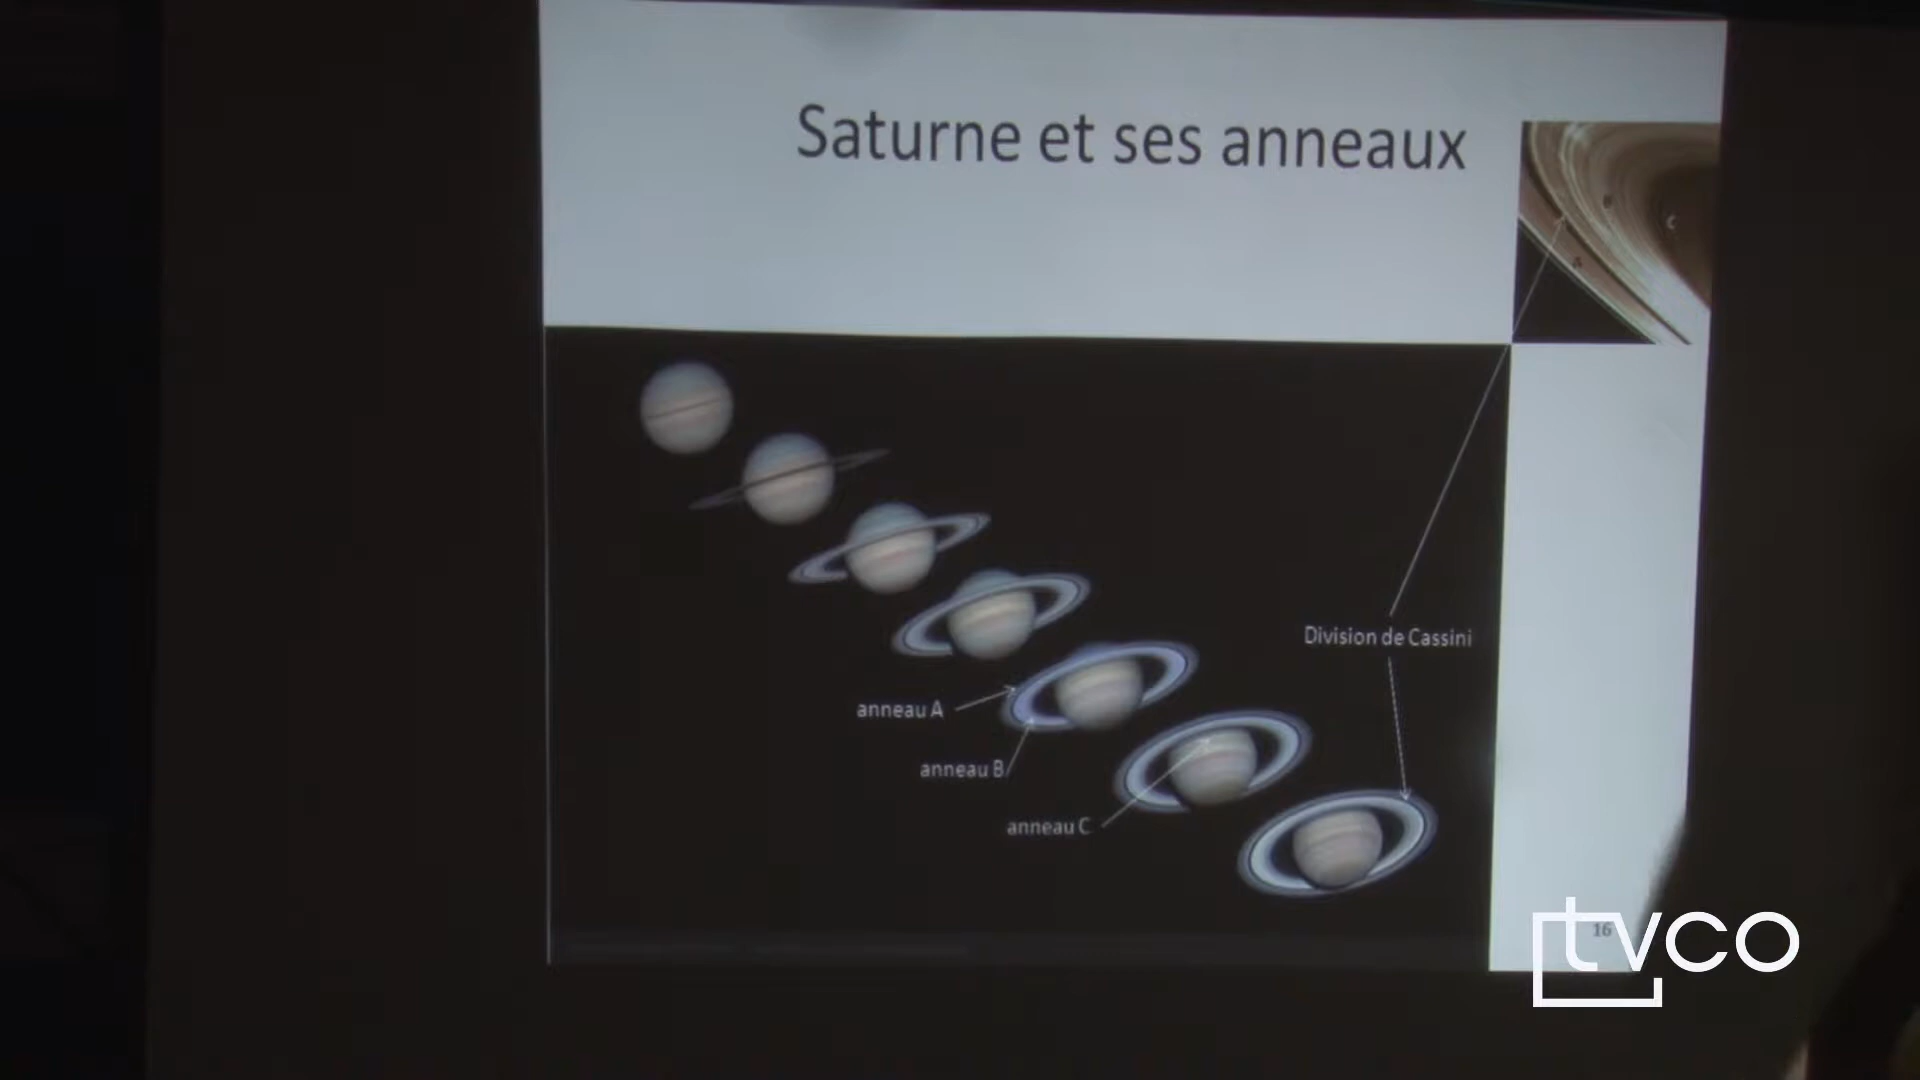 Saturne et ses anneaux
B
C
A
Division de Cassini
anneau A
anneau B
anneau C
16
tvco